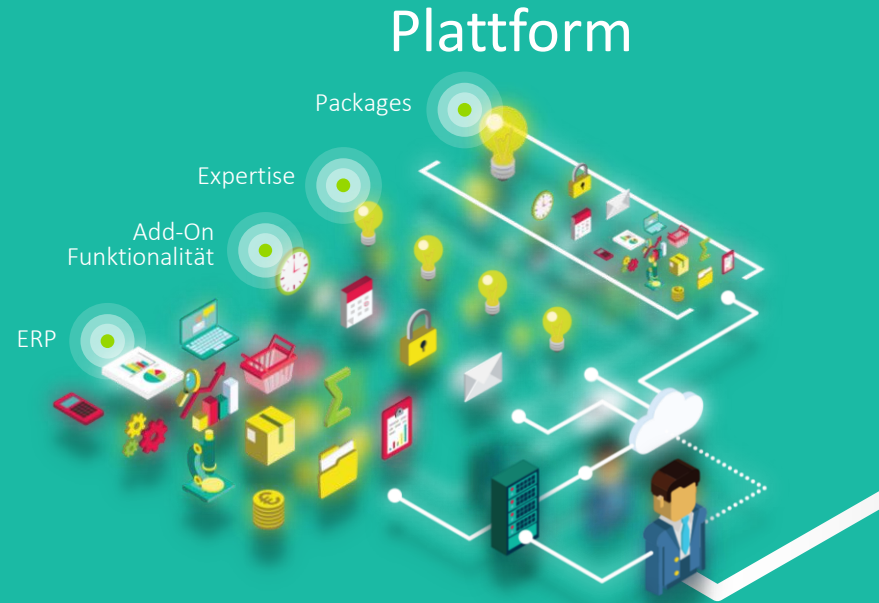 Plattform
Packages
Expertise
Add-On
Funktionalität
ERP